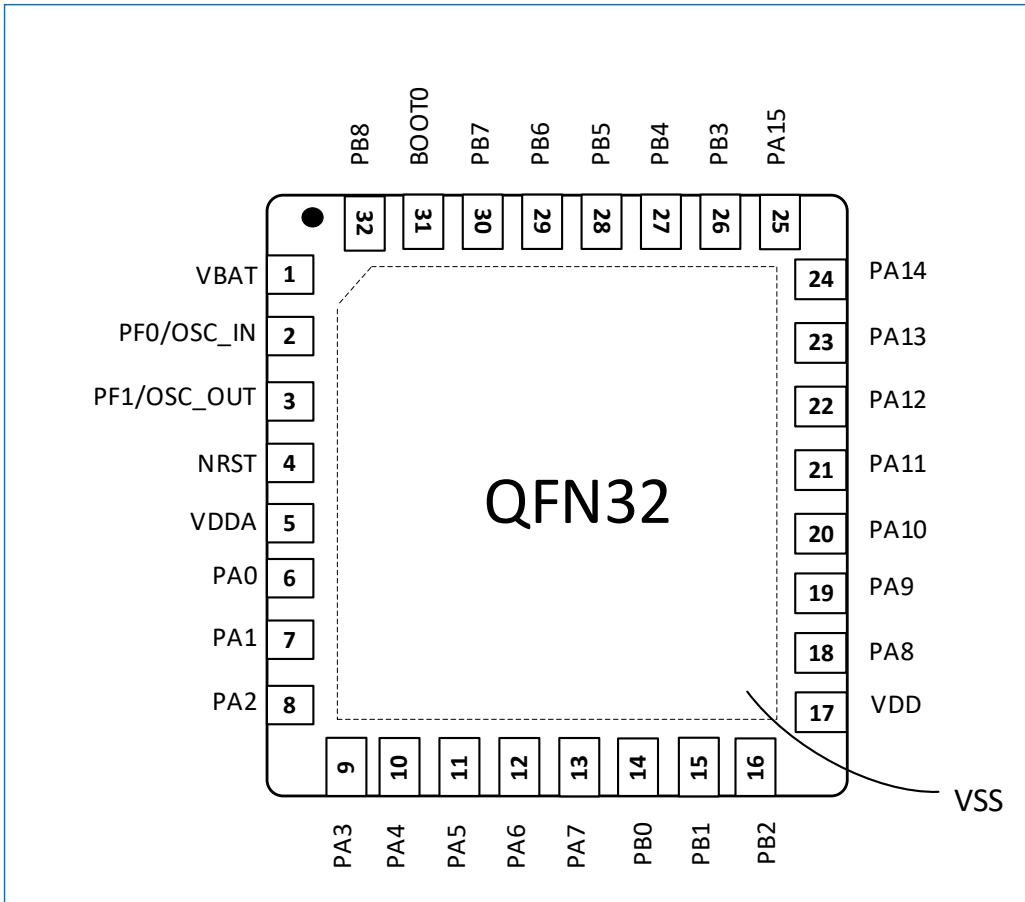 PB8
BOOT0
PB7
PB6
PB5
PB4
PB3
PA15
32
31
30
29
28
27
26
25
VBAT 1
PF0/OSC_IN 2
PF1/OSC_OUT 3
NRST 4
VDDA 5
PA0 6
PA1 7
PA2 8
QFN32
24 PA14
23 PA13
22 PA12
21 PA11
20 PA10
19 PA9
18 PA8
17 VDD
9
10
11
12
13
14
15
16
VSS
PA3
PA4
PA5
PA6
PA7
PB0
PB1
PB2